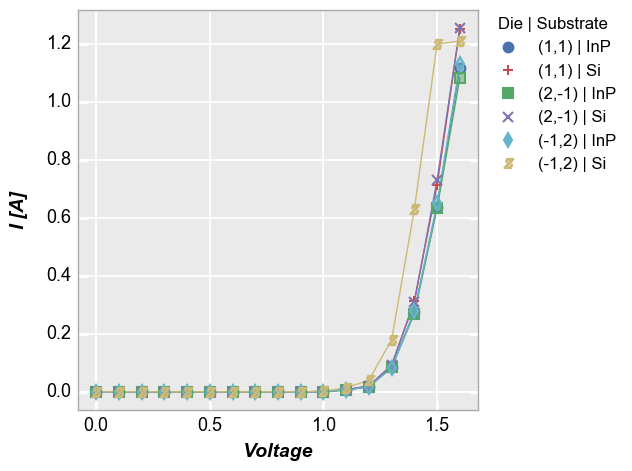 Die | Substrate
(1,1) | InP
(1,1) | Si
(2,-1) | InP
(2,-1) | Si
(-1,2) | InP
(-1,2) | Si
1.2
1.0
0.8
0.6
0.4
0.2
0.0
I [A]
0.0 0.5 1.0 1.5
Voltage